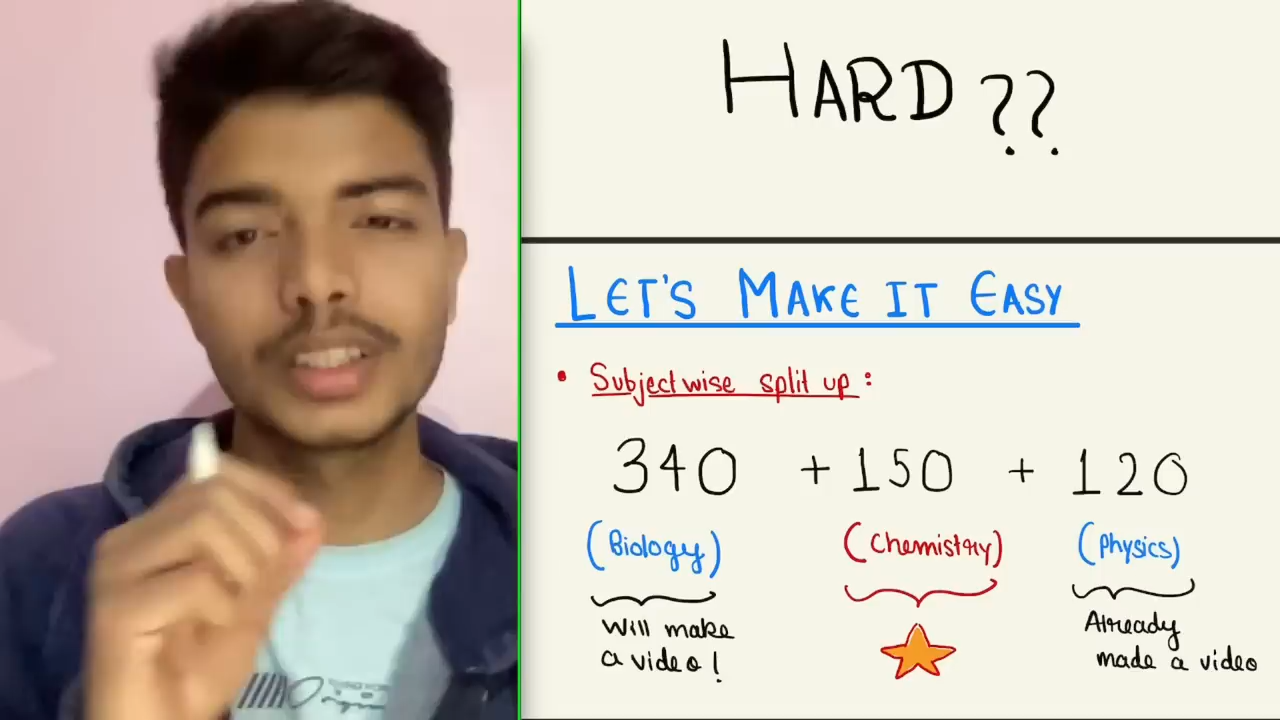 HARD ??
LET'S MAKE IT EASY
• Subjectwise split up :
340 + 150 + 120
(Biology) (Chemistry) (Physics)
Will make a video !
Already made a video